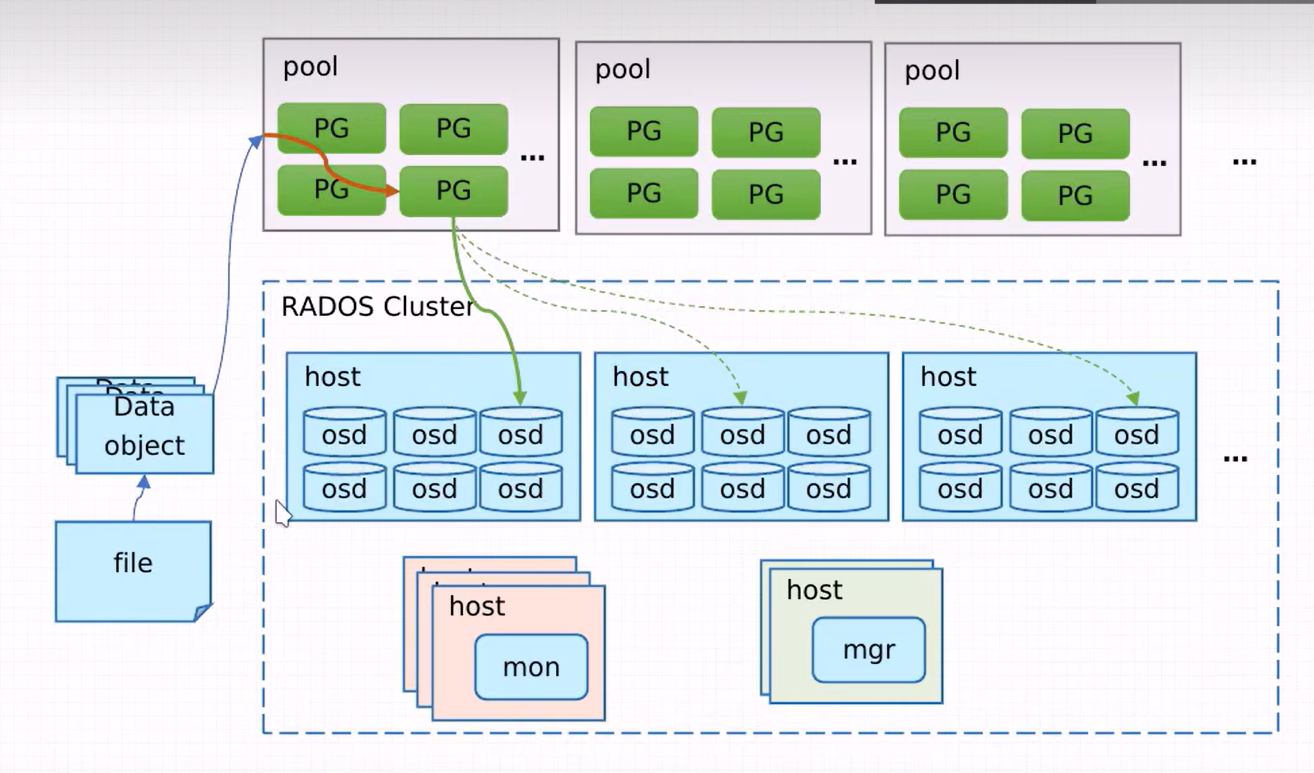 pool
PG PG
...
PG PG
pool
PG PG
...
PG PG
pool
PG PG
...
PG PG
...
RADOS Cluster
host
osd osd osd
osd osd osd
host
osd osd osd
osd osd osd
host
osd osd osd
osd osd osd
...
Data
Data
Data
object
file
host
mon
host
mgr